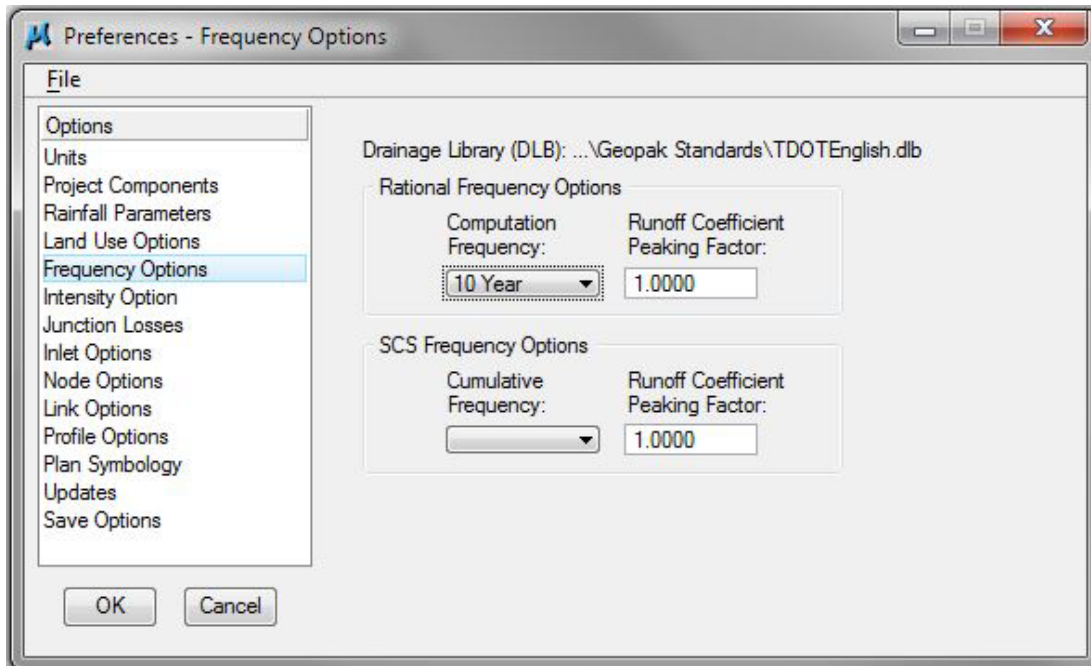 Preferences - Frequency Options
File
Options
Units
Project Components
Rainfall Parameters
Land Use Options
Frequency Options
Intensity Option
Junction Losses
Inlet Options
Node Options
Link Options
Profile Options
Plan Symbology
Updates
Save Options
OK
Cancel
Drainage Library (DLB): ...\Geopak Standards\TDOTEnglish.dlb
Rational Frequency Options
Computation
Frequency:
10 Year
Runoff Coefficient
Peaking Factor:
1.0000
SCS Frequency Options
Cumulative
Frequency:
Runoff Coefficient
Peaking Factor:
1.0000